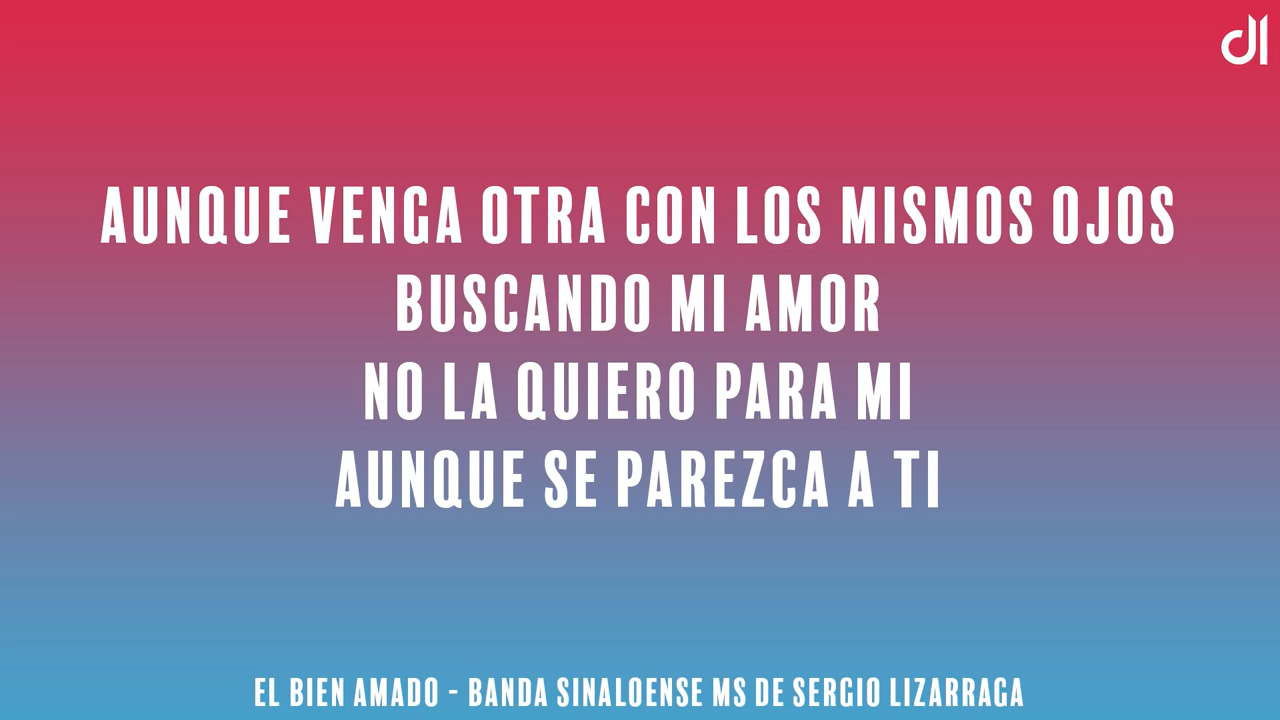 dl
AUNQUE VENGA OTRA CON LOS MISMOS OJOS
BUSCANDO MI AMOR
NO LA QUIERO PARA MI
AUNQUE SE PAREZCA A TI
EL BIEN AMADO - BANDA SINALOENSE MS DE SERGIO LIZARRAGA